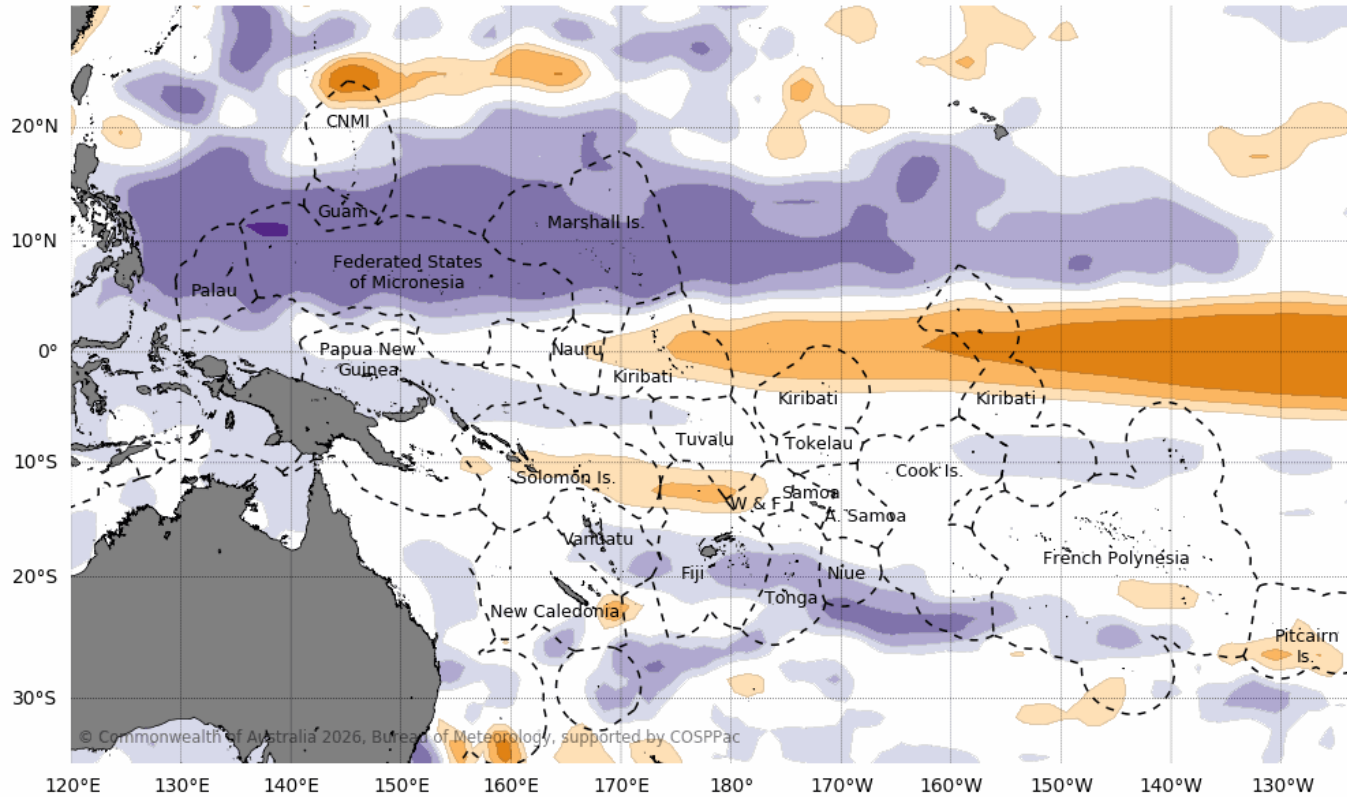 CNMI
20°N
Guam
Marshall Is.
10°N
Federated States
of Micronesia
Palau
0°
Papua New
Guinea
Nauru
Kiribati
Kiribati
Kiribati
Tuvalu
Tokelau
10°S
Cook Is.
Solomon Is.
Samoa
W & F
A. Samoa
Vanuatu
French Polynesia
20°S
Fiji
Niue
Tonga
New Caledonia
Pitcairn
Is.
30°S
© Commonwealth of Australia 2026, Bureau of Meteorology, supported by COSPPac
120°E 130°E 140°E 150°E 160°E 170°E 180° 170°W 160°W 150°W 140°W 130°W